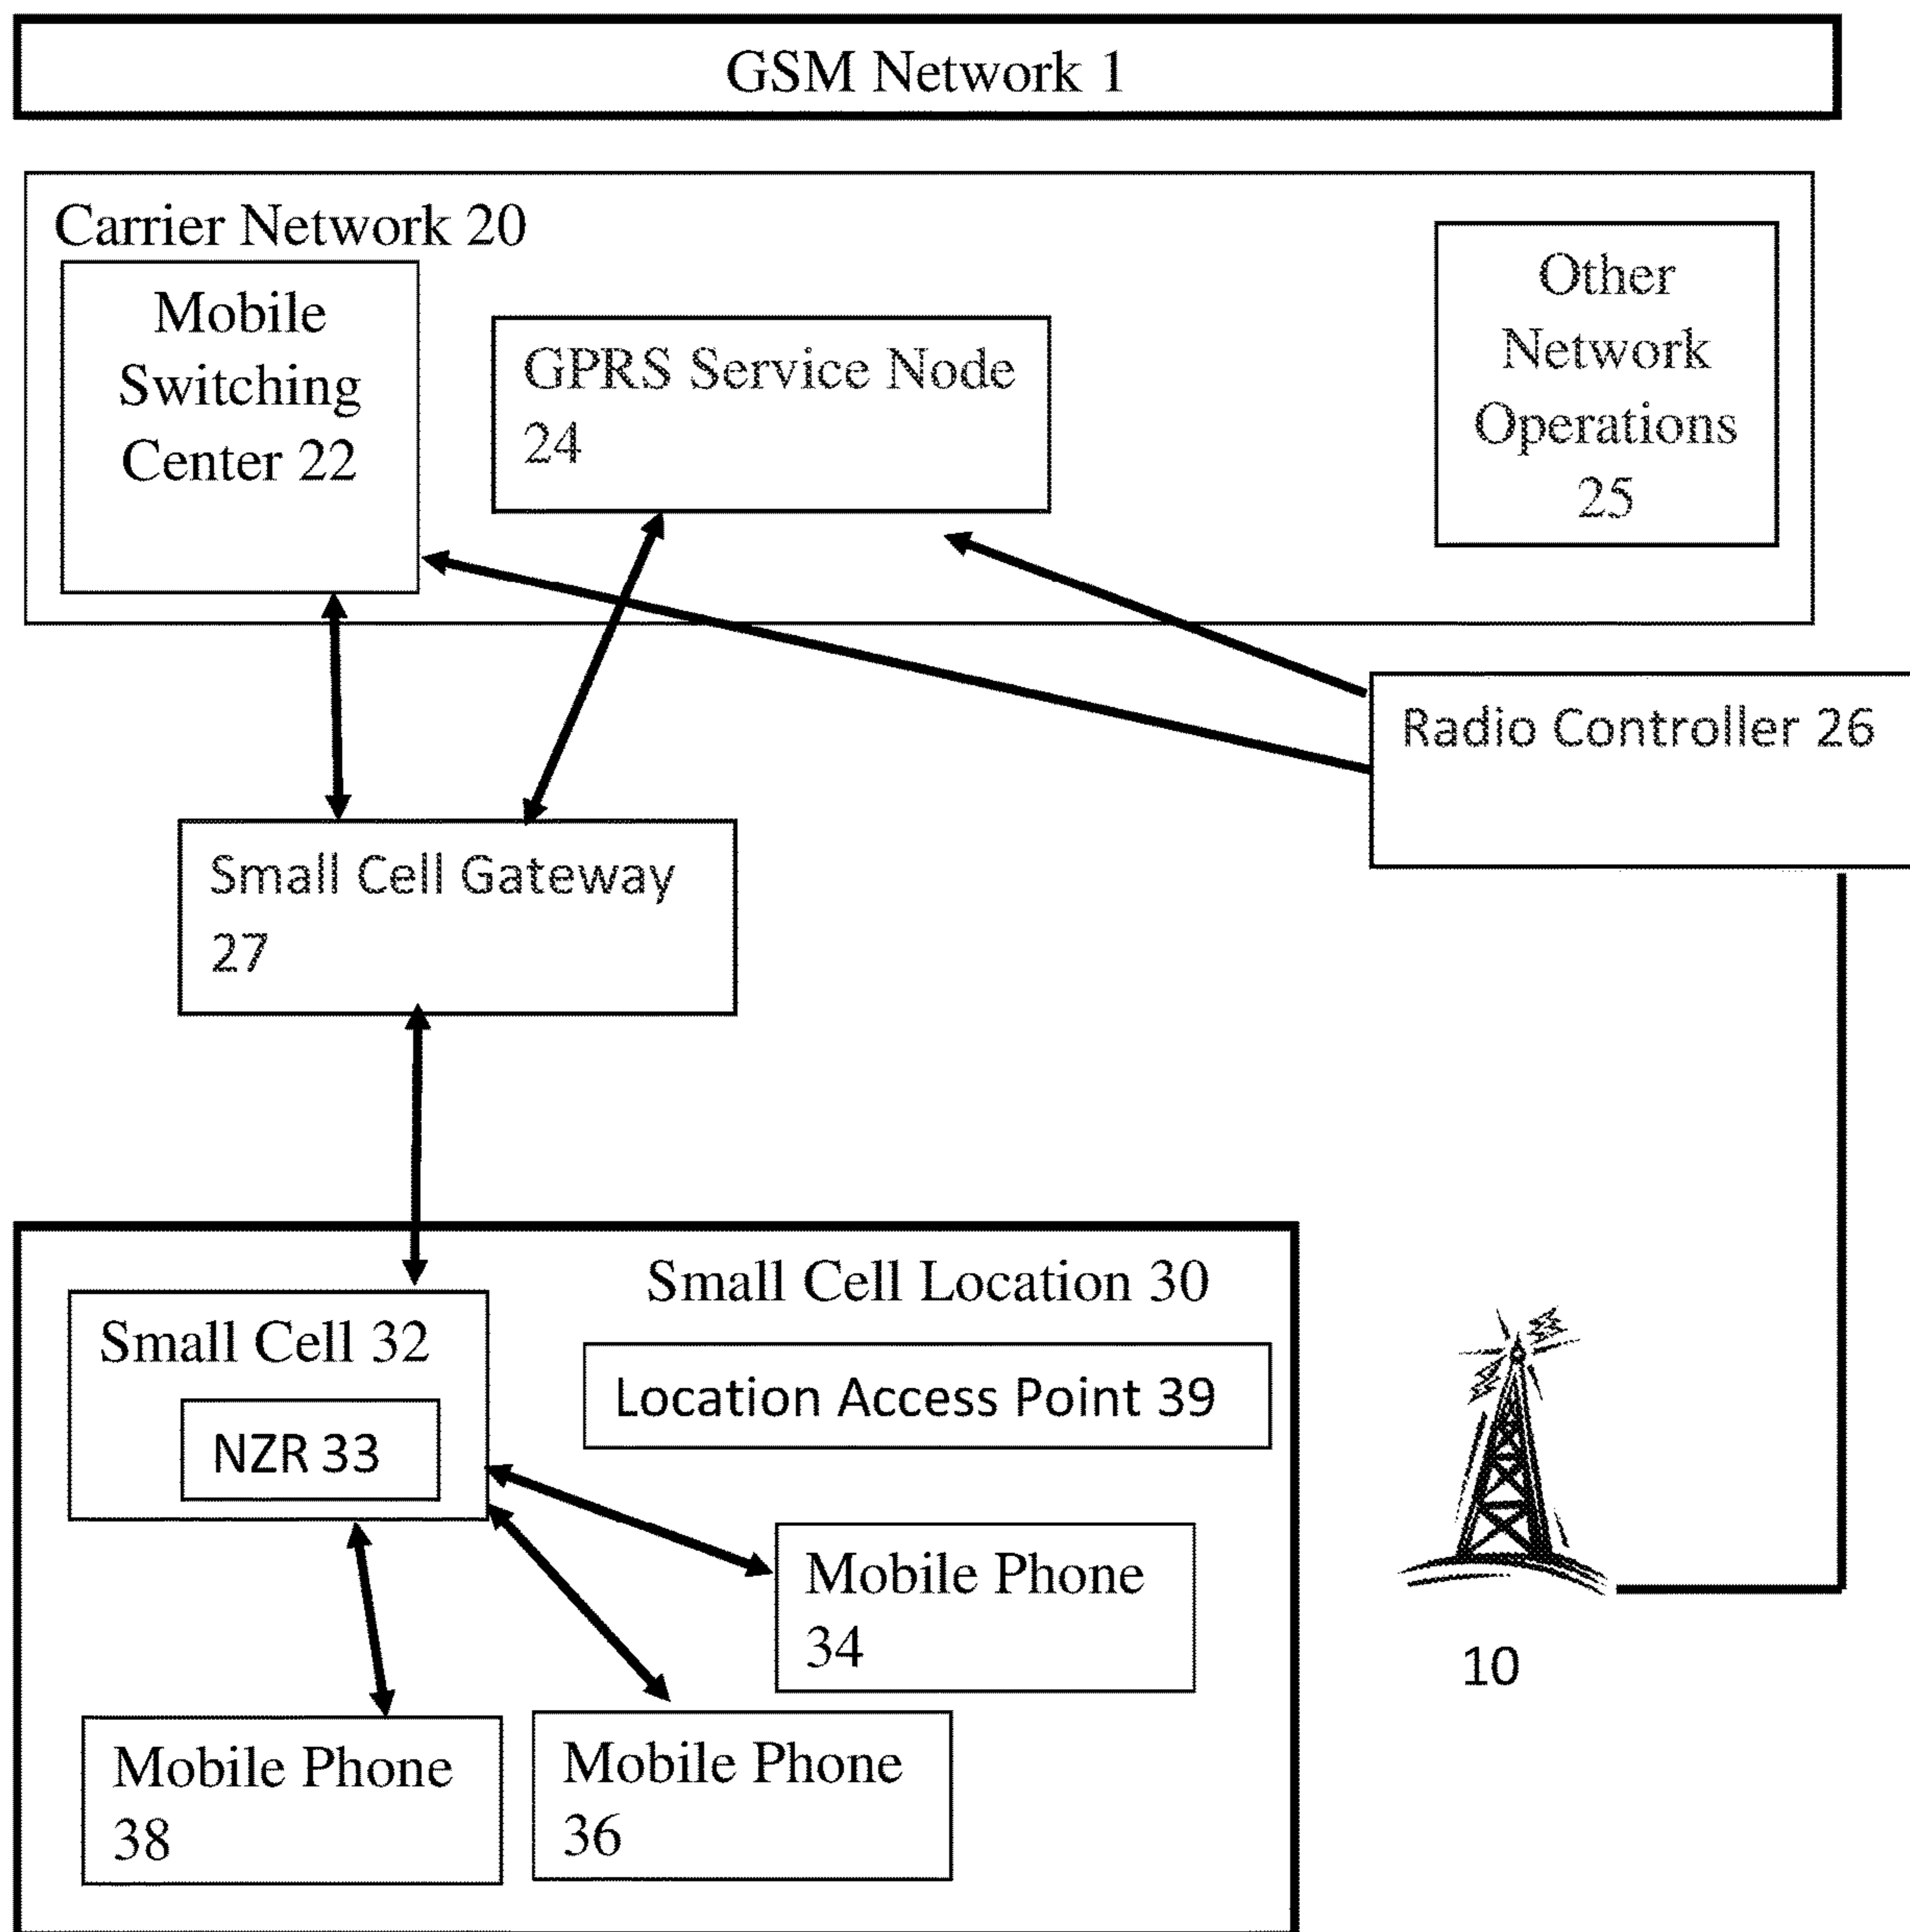 GSM Network 1
Carrier Network 20
Mobile
Switching
Center 22
GPRS Service Node
24
Other
Network
Operations
25
Radio Controller 26
Small Cell Gateway
27
Small Cell Location 30
Small Cell 32
Location Access Point 39
NZR 33
Mobile Phone
34
10
Mobile Phone
38
Mobile Phone
36